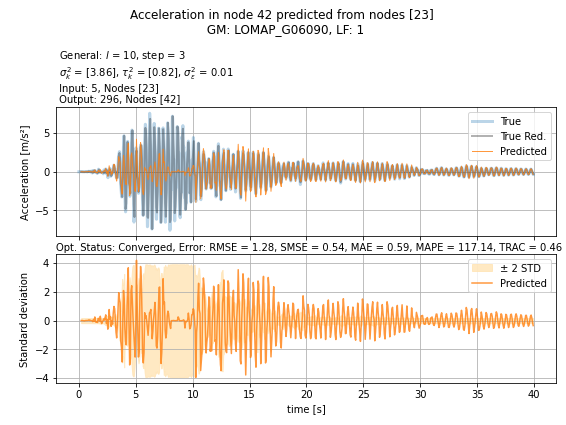 Acceleration in node 42 predicted from nodes [23]
GM: LOMAP_G06090, LF: 1
General: l = 10, step = 3
σ²ₖ = [3.86], τ²ₖ = [0.82], σ²ε = 0.01
Input: 5, Nodes [23]
Output: 296, Nodes [42]
Acceleration [m/s²]
5
0
−5
True
True Red.
Predicted
Opt. Status: Converged, Error: RMSE = 1.28, SMSE = 0.54, MAE = 0.59, MAPE = 117.14, TRAC = 0.46
Standard deviation
4
2
0
−2
−4
± 2 STD
Predicted
0 5 10 15 20 25 30 35 40
time [s]